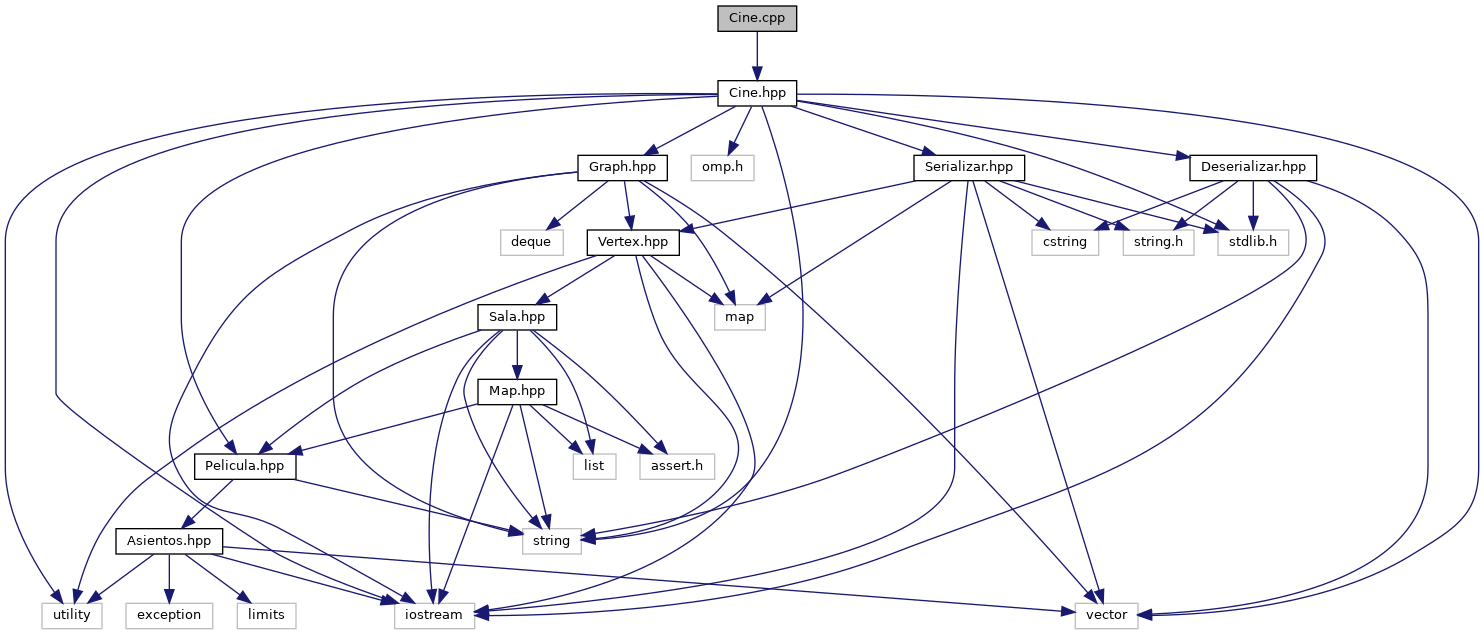 Cine.cpp
Cine.hpp
Graph.hpp
omp.h
Serializar.hpp
Deserializar.hpp
deque
Vertex.hpp
cstring
string.h
stdlib.h
Sala.hpp
map
Map.hpp
Pelicula.hpp
list
assert.h
Asientos.hpp
string
utility
exception
limits
iostream
vector